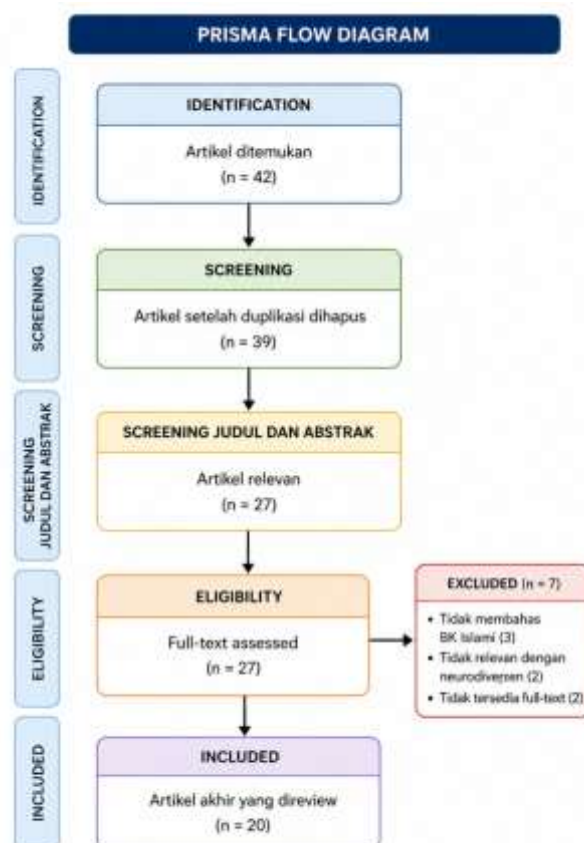 PRISMA FLOW DIAGRAM
IDENTIFICATION
IDENTIFICATION
Artikel ditemukan
(n = 42)
SCREENING
SCREENING
Artikel setelah duplikasi dihapus
(n = 39)
SCREENING
JUDUL DAN ABSTRAK
SCREENING JUDUL DAN ABSTRAK
Artikel relevan
(n = 27)
ELIGIBILITY
ELIGIBILITY
Full-text assessed
(n = 27)
EXCLUDED (n = 7)
• Tidak membahas
BK Islami (3)
• Tidak relevan dengan
neurodiversen (2)
• Tidak tersedia full-text (2)
INCLUDED
INCLUDED
Artikel akhir yang direview
(n = 20)